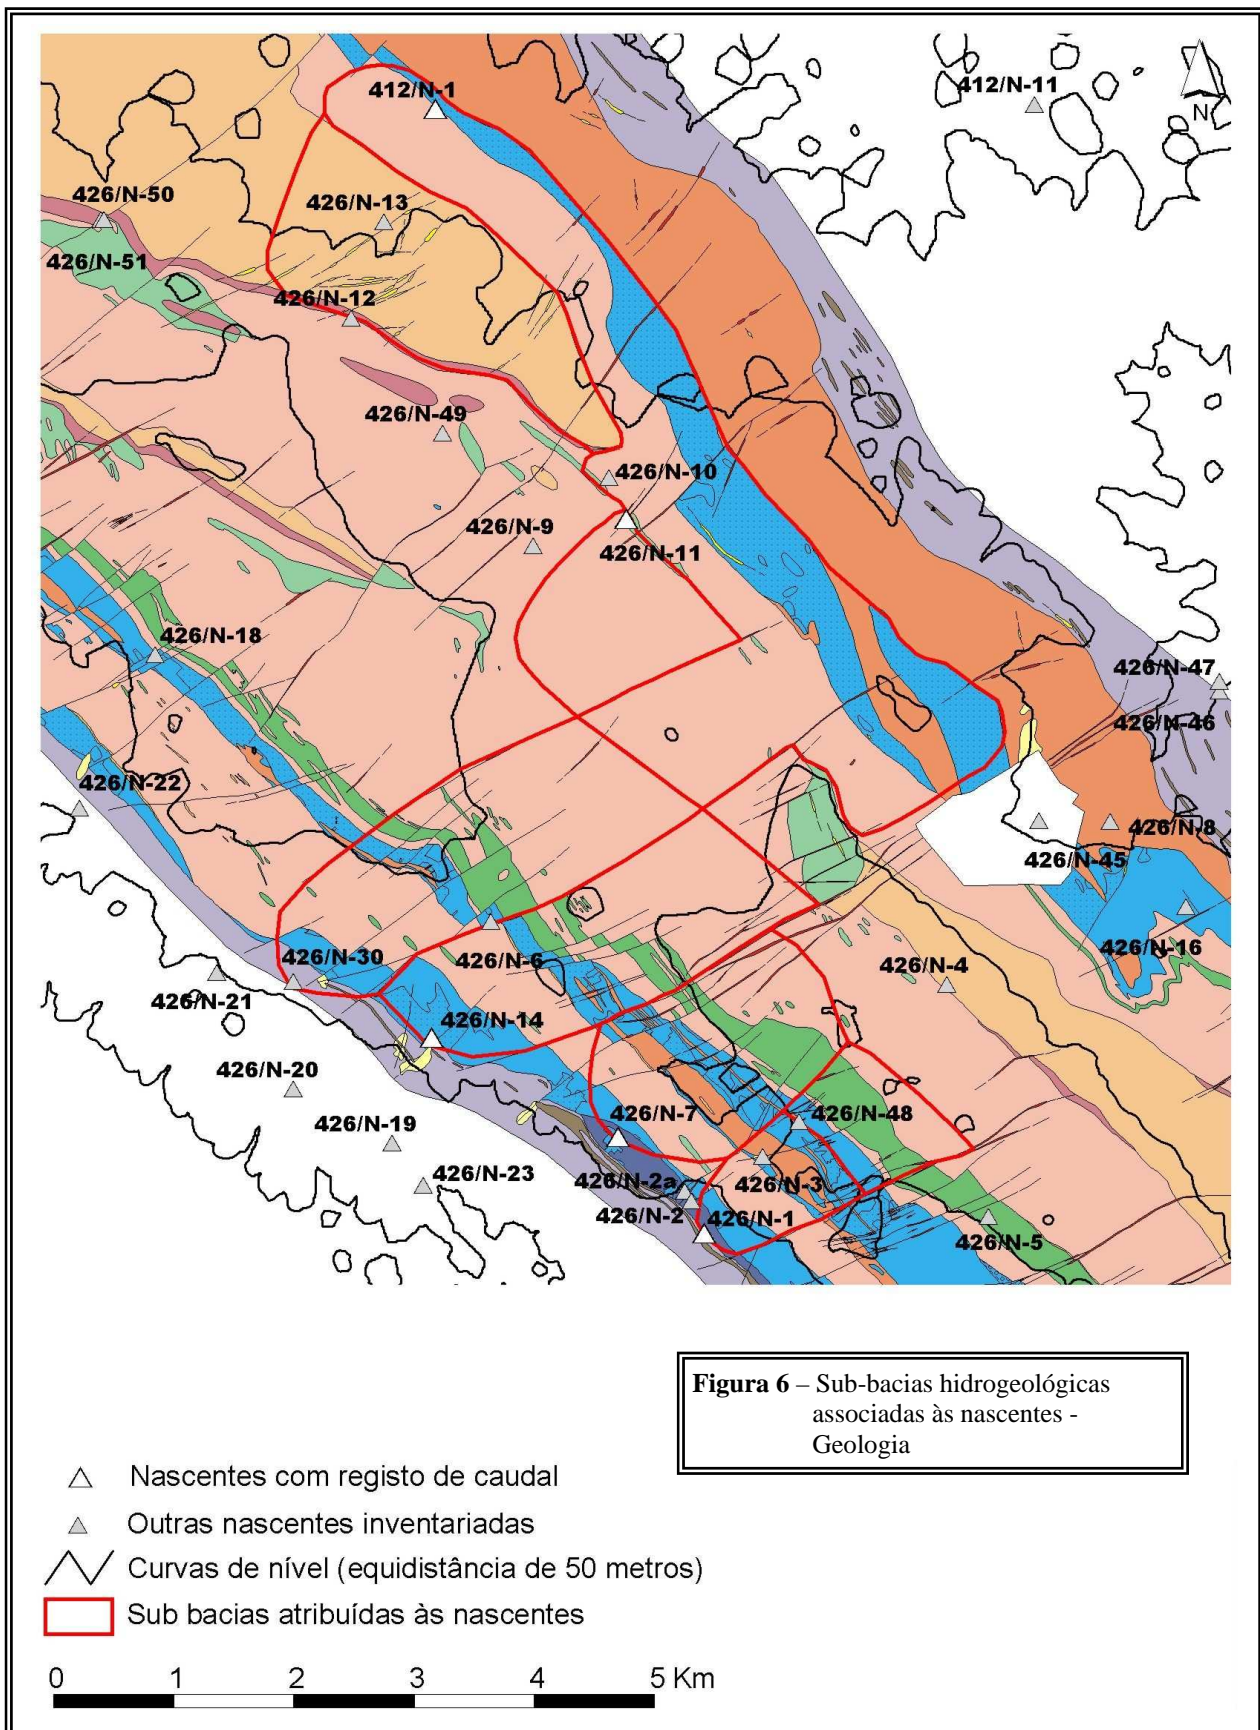 412/N-1
412/N-11
N
426/N-50
426/N-13
426/N-51
426/N-12
426/N-49
426/N-10
426/N-9
426/N-11
426/N-18
426/N-47
426/N-46
426/N-22
426/N-8
426/N-45
426/N-16
426/N-30
426/N-6
426/N-4
426/N-21
426/N-14
426/N-20
426/N-7
426/N-48
426/N-19
426/N-23
426/N-2a
426/N-3
426/N-2
426/N-1
426/N-5
Figura 6 – Sub-bacias hidrogeológicas
associadas às nascentes -
Geologia
Nascentes com registo de caudal
Outras nascentes inventariadas
Curvas de nível (equidistância de 50 metros)
Sub bacias atribuídas às nascentes
0 1 2 3 4 5 Km